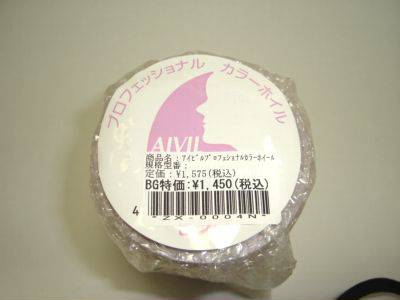 プロフェッショナル カラーホイル
AIVIL
商品名:アイビルプロフェショナルカラーホイール
規格型番:
定価:¥1,575(税込)
BG特価:¥1,450(税込)
4
*ZX-0004N*